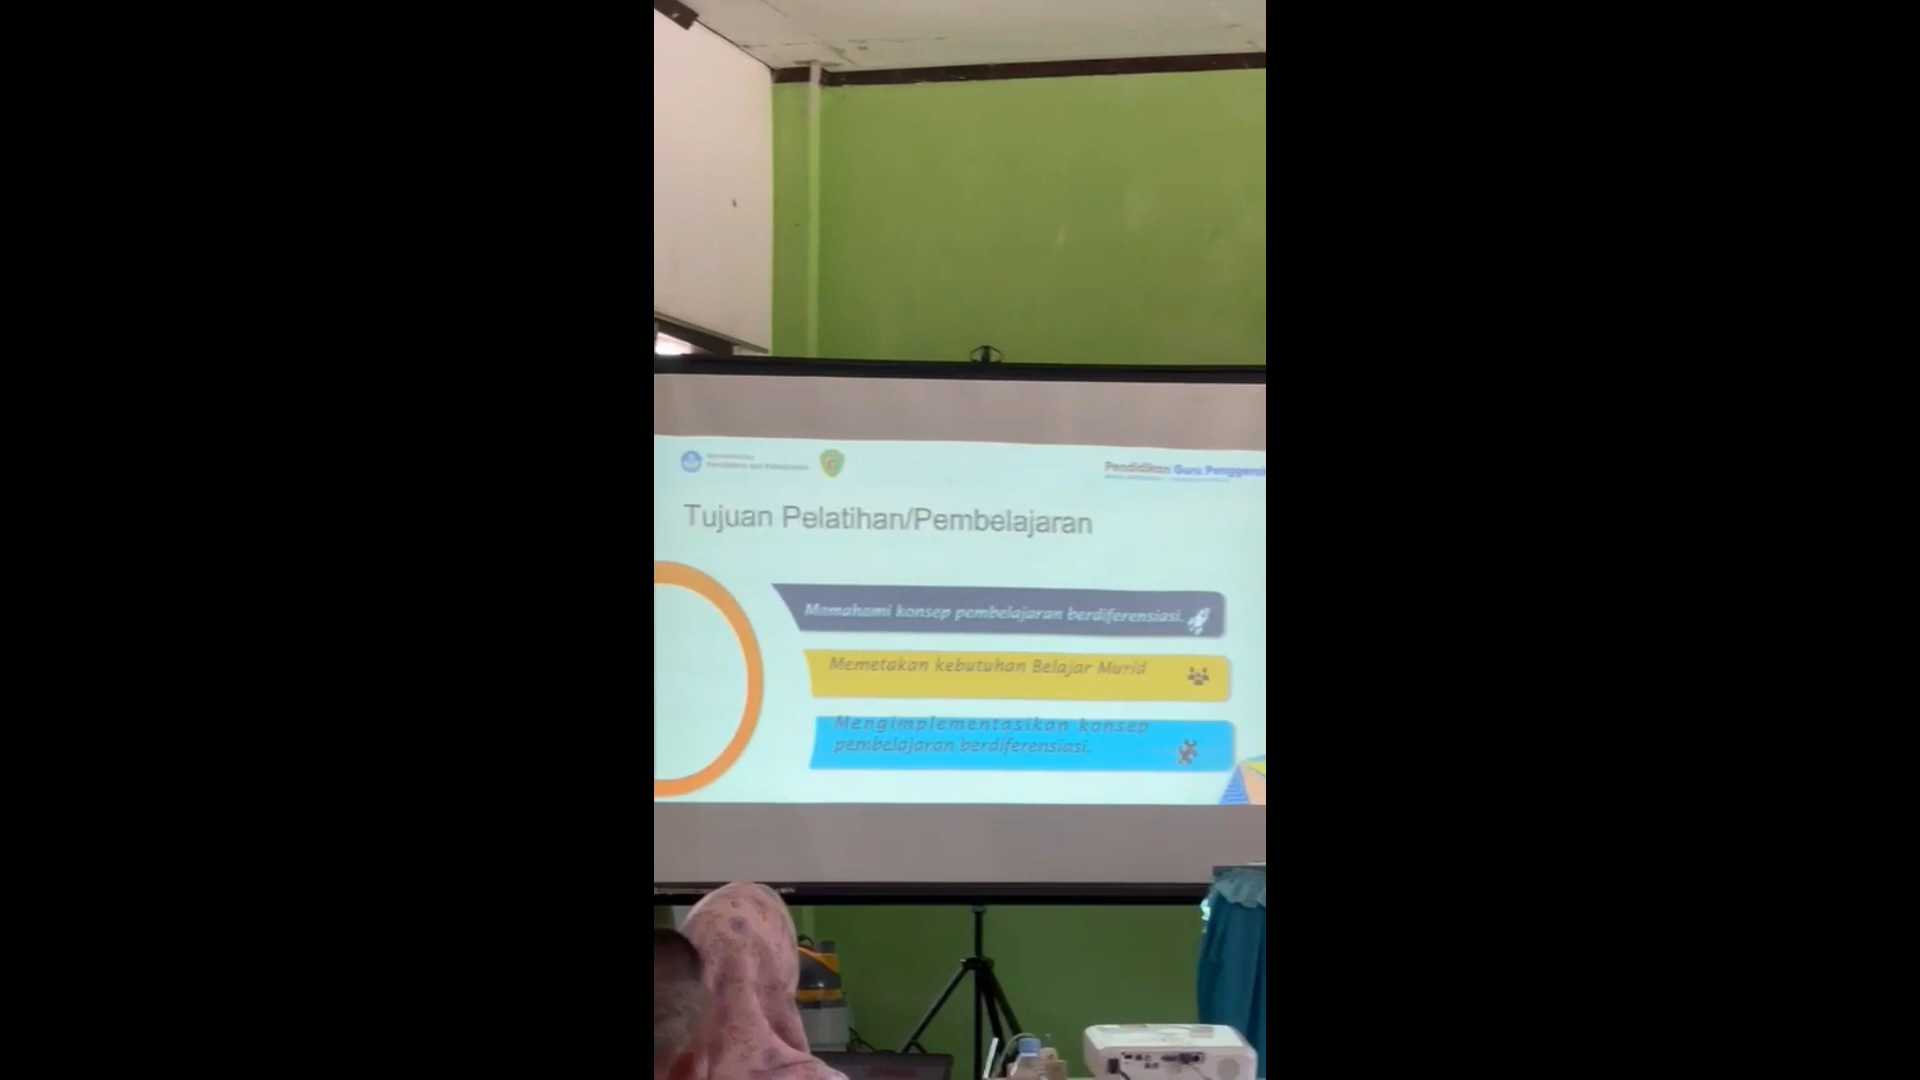 Pendidikan Guru Penggerak
Tujuan Pelatihan/Pembelajaran
Memahami konsep pembelajaran berdiferensiasi.
Memetakan kebutuhan Belajar Murid
Mengimplementasikan konsep
pembelajaran berdiferensiasi.